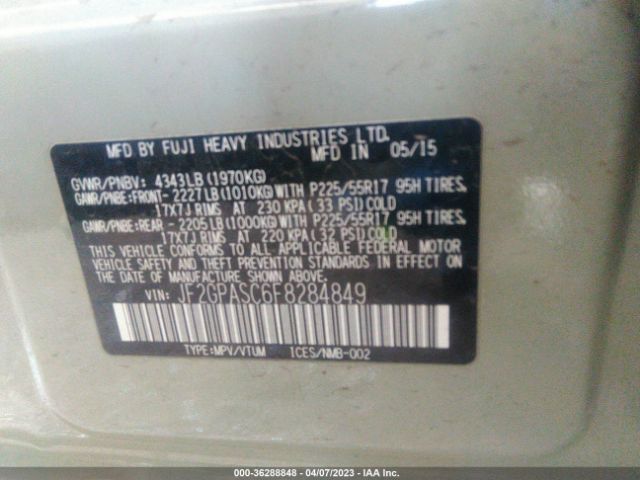 MFD BY FUJI HEAVY INDUSTRIES LTD.
MFD IN 05/15
GVWR/PNBV: 4343LB (1970KG)
GAWR/PNBE:FRONT- 2227LB(1010KG)WITH P225/55R17 95H TIRES.
17X7J RIMS AT 230 KPA(33 PSI)COLD
GAWR/PNBE:REAR - 2205LB(1000KG)WITH P225/55R17 95H TIRES.
17X7J RIMS AT 220 KPA(32 PSI)COLD
THIS VEHICLE CONFORMS TO ALL APPLICABLE FEDERAL MOTOR
VEHICLE SAFETY AND THEFT PREVENTION STANDARDS IN EFFECT
ON THE DATE OF MANUFACTURE SHOWN ABOVE.
VIN: JF2GPASC6F8284849
TYPE:MPV/VTUM ICES/NMB-002
000-36288848 - 04/07/2023 - IAA Inc.